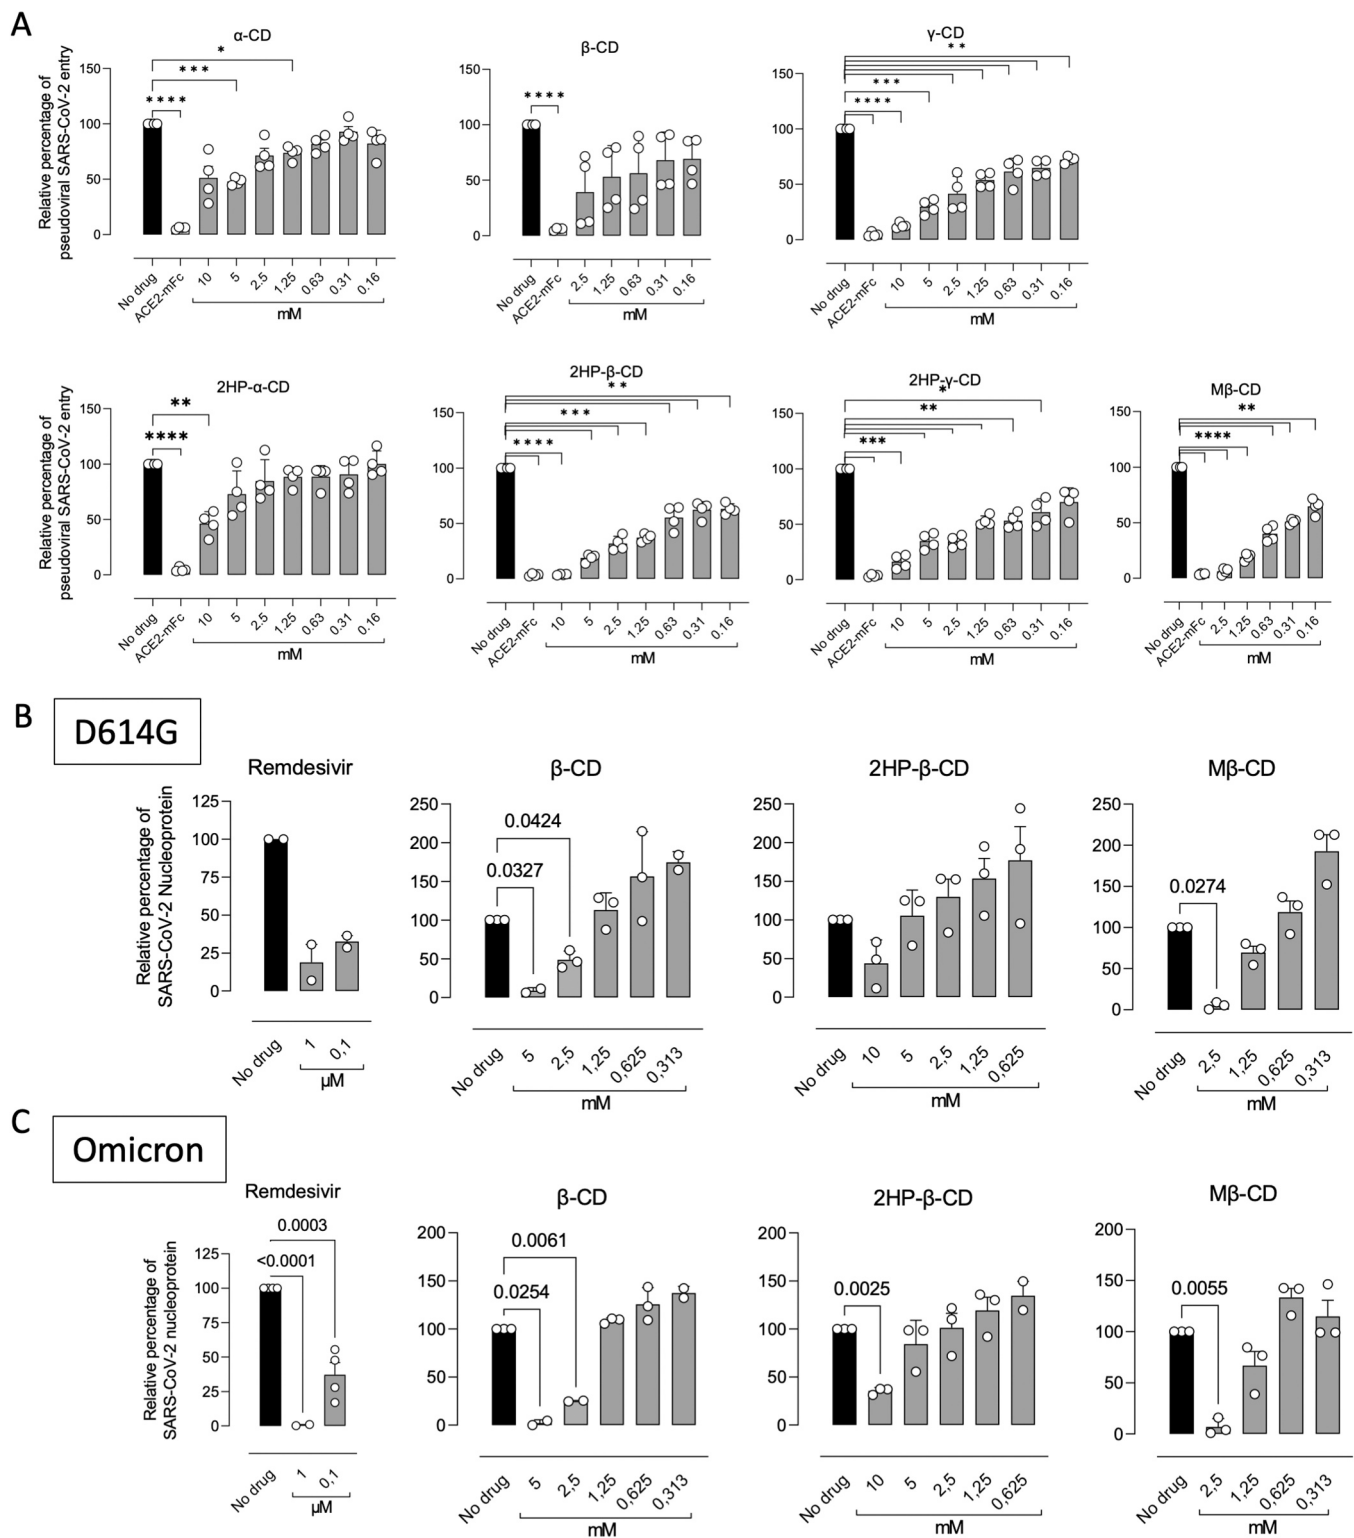 A
α-CD
*
***
****
Relative percentage of
pseudoviral SARS-CoV-2 entry
150
100
50
0
No drug
ACE2-mFc
10
5
2.5
1.25
0.63
0.31
0.16
mM
β-CD
****
150
100
50
0
No drug
ACE2-mFc
2.5
1.25
0.63
0.31
0.16
mM
γ-CD
**
***
****
150
100
50
0
No drug
ACE2-mFc
10
5
2.5
1.25
0.63
0.31
0.16
mM
2HP-α-CD
**
****
Relative percentage of
pseudoviral SARS-CoV-2 entry
150
100
50
0
No drug
ACE2-mFc
10
5
2.5
1.25
0.63
0.31
0.16
mM
2HP-β-CD
**
***
****
150
100
50
0
No drug
ACE2-mFc
10
5
2.5
1.25
0.63
0.31
0.16
mM
2HP-γ-CD
*
**
***
150
100
50
0
No drug
ACE2-mFc
10
5
2.5
1.25
0.63
0.31
0.16
mM
Mβ-CD
**
****
150
100
50
0
No drug
ACE2-mFc
2.5
1.25
0.63
0.31
0.16
mM
B
D614G
Remdesivir
Relative percentage of
SARS-CoV-2 Nucleoprotein
125
100
75
50
25
0
No drug
1
0,1
µM
β-CD
0.0424
0.0327
250
200
150
100
50
0
No drug
5
2,5
1,25
0,625
0,313
mM
2HP-β-CD
250
200
150
100
50
0
No drug
10
5
2,5
1,25
0,625
mM
Mβ-CD
0.0274
250
200
150
100
50
0
No drug
2,5
1,25
0,625
0,313
mM
C
Omicron
Remdesivir
0.0003
<0.0001
Relative percentage of
SARS-CoV-2 nucleoprotein
125
100
75
50
25
0
No drug
1
0,1
µM
β-CD
0.0061
0.0254
200
150
100
50
0
No drug
5
2,5
1,25
0,625
0,313
mM
2HP-β-CD
0.0025
200
150
100
50
0
No drug
10
5
2,5
1,25
0,625
mM
Mβ-CD
0.0055
200
150
100
50
0
No drug
2,5
1,25
0,625
0,313
mM